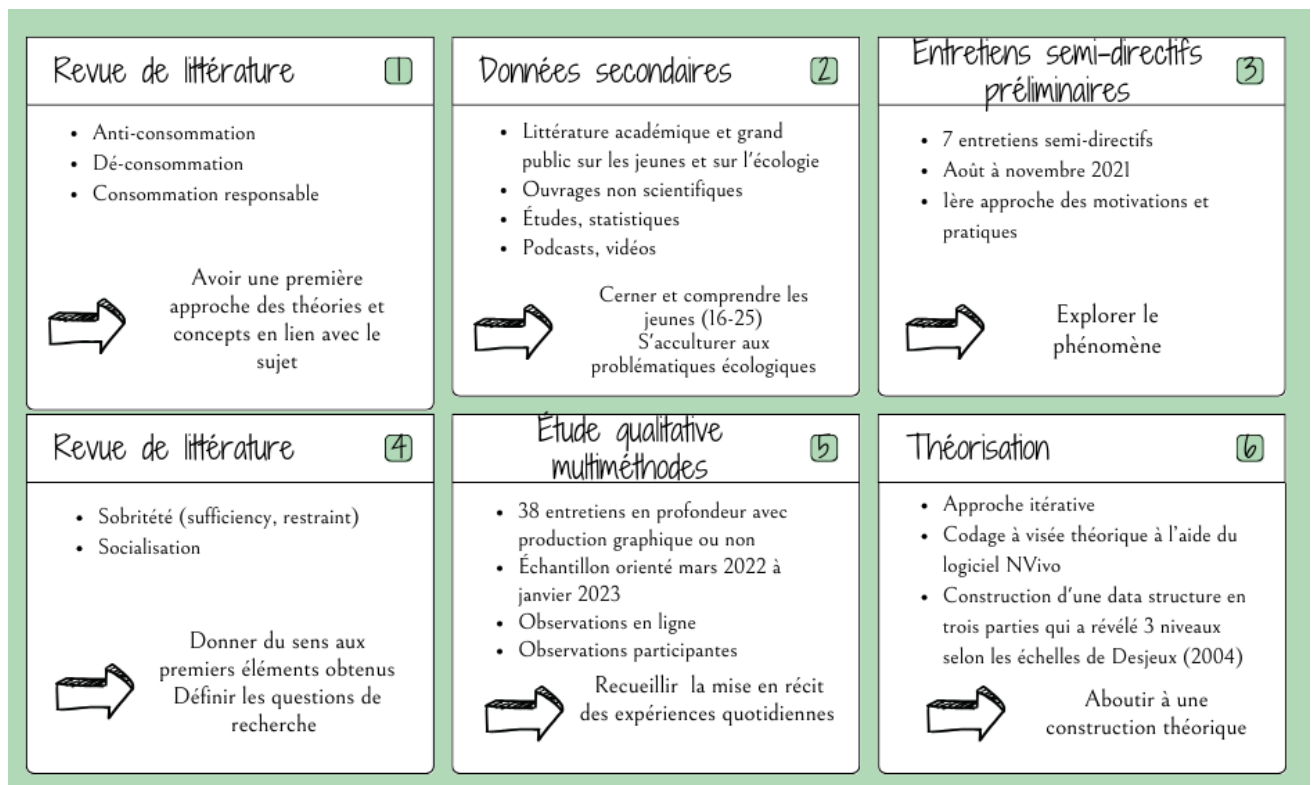 Revue de littérature 1
• Anti-consommation
• Dé-consommation
• Consommation responsable
Avoir une première
approche des théories et
concepts en lien avec le
sujet
Données secondaires 2
• Littérature académique et grand
public sur les jeunes et sur l'écologie
• Ouvrages non scientifiques
• Études, statistiques
• Podcasts, vidéos
Cerner et comprendre les
jeunes (16-25)
S'acculturer aux
problématiques écologiques
Entretiens semi-directifs
préliminaires 3
• 7 entretiens semi-directifs
• Août à novembre 2021
• 1ère approche des motivations et
pratiques
Explorer le
phénomène
Revue de littérature 4
• Sobritété (sufficiency, restraint)
• Socialisation
Donner du sens aux
premiers éléments obtenus
Définir les questions de
recherche
Étude qualitative
multiméthodes 5
• 38 entretiens en profondeur avec
production graphique ou non
• Échantillon orienté mars 2022 à
janvier 2023
• Observations en ligne
• Observations participantes
Recueillir la mise en récit
des expériences quotidiennes
Théorisation 6
• Approche itérative
• Codage à visée théorique à l'aide du
logiciel NVivo
• Construction d'une data structure en
trois parties qui a révélé 3 niveaux
selon les échelles de Desjeux (2004)
Aboutir à une
construction théorique